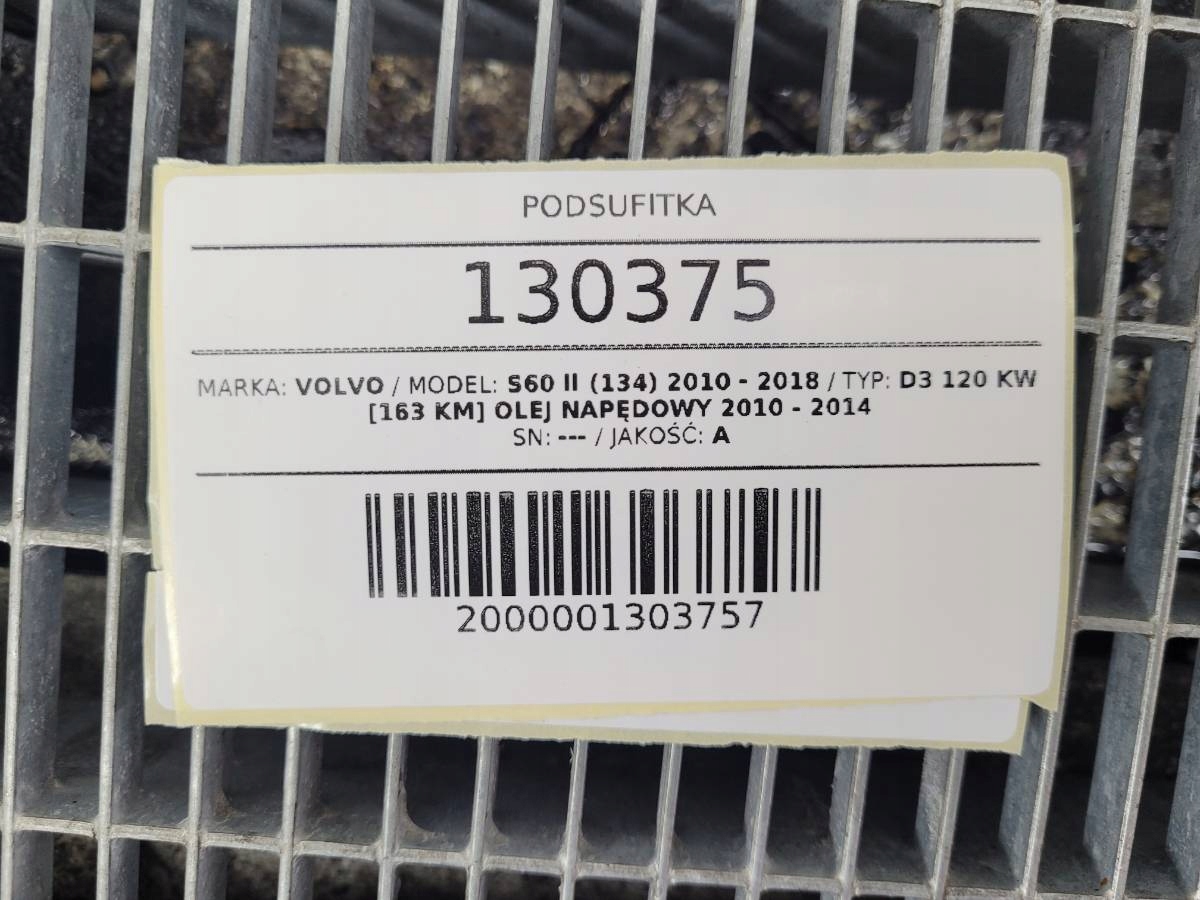 PODSUFITKA
130375
MARKA: VOLVO / MODEL: S60 II (134) 2010 - 2018 / TYP: D3 120 KW
[163 KM] OLEJ NAPĘDOWY 2010 - 2014
SN: --- / JAKOŚĆ: A
2000001303757